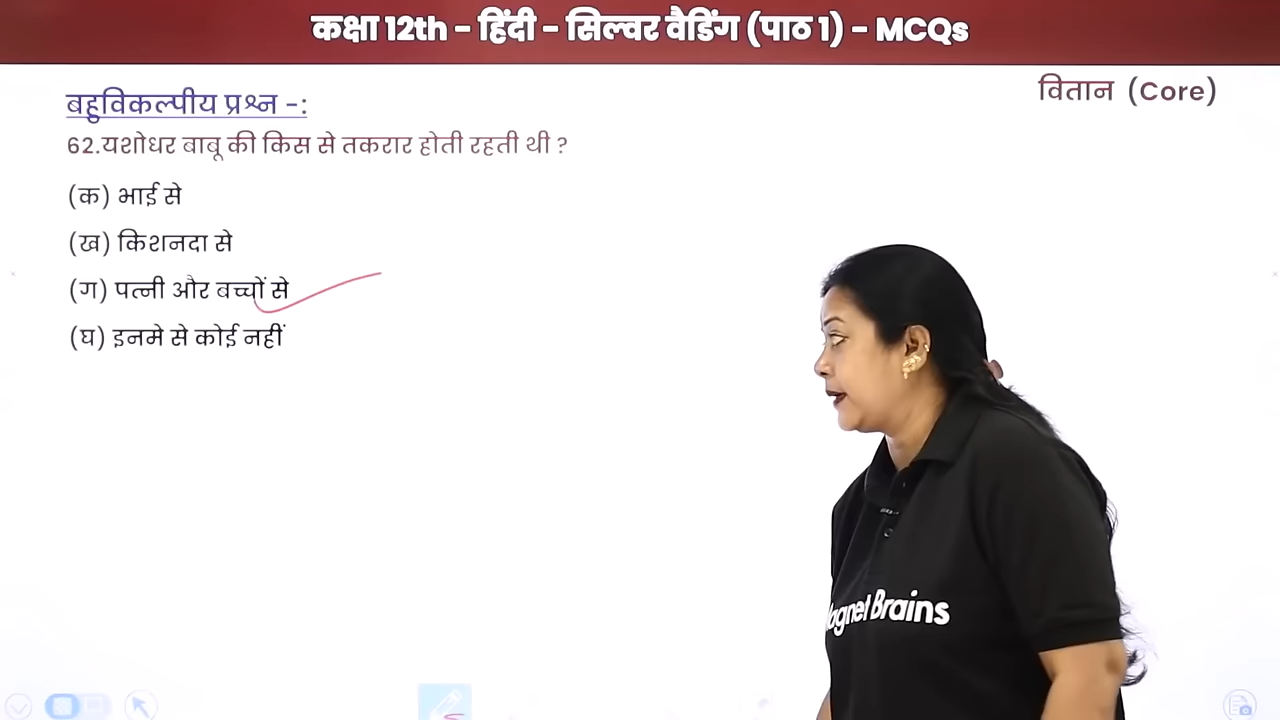 कक्षा 12th - हिंदी - सिल्वर वैडिंग (पाठ 1) - MCQs
वितान (Core)
बहुविकल्पीय प्रश्न -:
62.यशोधर बाबू की किस से तकरार होती रहती थी ?
(क) भाई से
(ख) किशनदा से
(ग) पत्नी और बच्चों से
(घ) इनमे से कोई नहीं
Brains